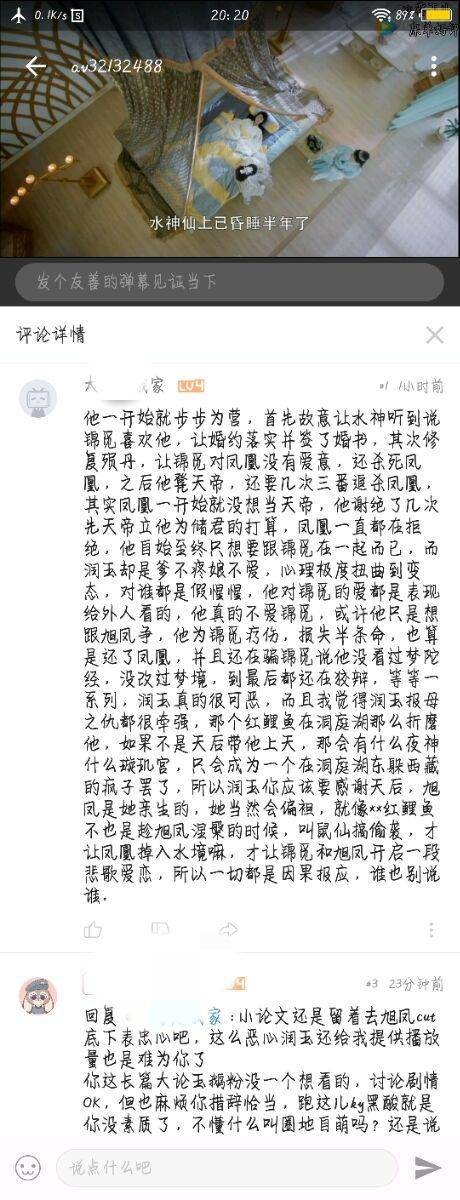 0.1K/s
20:20
89%
av32132488
水神仙上已昏睡半年了
发个友善的弹幕见证当下
评论详情
家 LV4
#1 1小时前
他一开始就步步为营，首先故意让水神听到说
锦觅喜欢他，让婚约落实并签了婚书，其次修
复殒丹，让锦觅对凤凰没有爱意，还杀死凤
凰，之后他凳天帝，还要几次三番逼杀凤凰，
其实凤凰一开始就没想当天帝，他谢绝了几次
先天帝立他为储君的打算，凤凰一直都在拒
绝，他自始至终只想要跟锦觅在一起而已，而
润玉却是爹不疼娘不爱，心理极度扭曲到变
态，对谁都是假惺惺，他对锦觅的爱都是表现
给外人看的，他真的不爱锦觅，或许他只是想
跟旭凤争，他为锦觅疗伤，损失半条命，也算
是还了凤凰，并且还在骗锦觅说他没看过梦陀
经，没改过梦境，到最后都还在狡辩，等等一
系列，润玉真的很可恶，而且我觉得润玉报母
之仇都很牵强，那个红鲤鱼在洞庭湖那么折磨
他，如果不是天后带他上天，那会有什么夜神
什么璇玑宫，只会成为一个在洞庭湖东躲西藏
的疯子罢了，所以润玉你应该要感谢天后，旭
凤是她亲生的，她当然会偏袒，就像**红鲤鱼
不也是趁旭凤涅槃的时候，叫鼠仙搞偷袭，才
让凤凰掉入水境嘛，才让锦觅和旭凤开启一段
悲歌爱恋，所以一切都是因果报应，谁也别说
谁.
#3 23分钟前
回复 家：小论文还是留着去旭凤cut
底下表忠心吧，这么恶心润玉还给我提供播放
量也是难为你了
你这长篇大论玉粉没一个想看的，讨论剧情
OK，但也麻烦你措辞恰当，跑这儿ky黑酸就是
你没素质了，不懂什么叫圈地自萌吗？还是说
说点什么吧